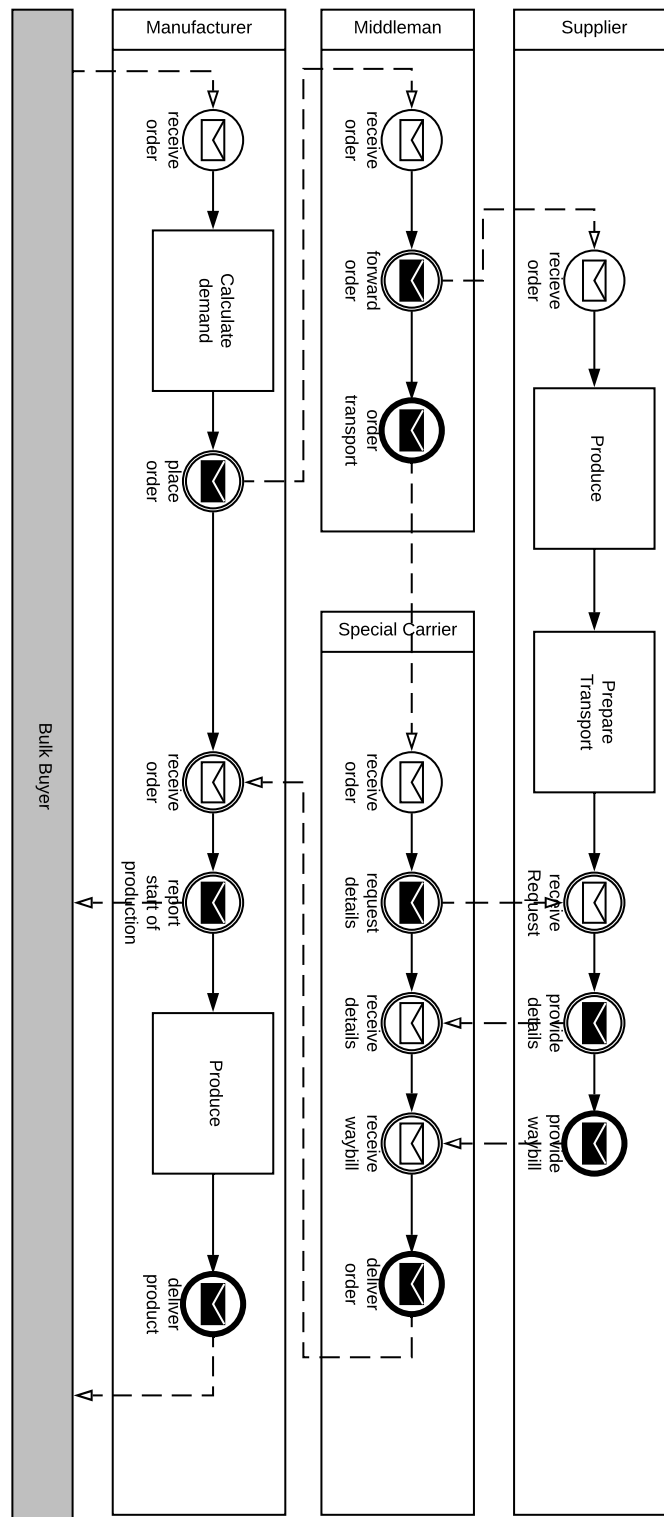 Manufacturer
Middleman
Supplier
receive
order
Calculate
demand
place
order
receive
order
report
start of
production
Produce
deliver
product
receive
order
forward
order
order
transport
Special Carrier
receive
order
request
details
receive
details
receive
waybill
deliver
order
recieve
order
Produce
Prepare
Transport
receive
Request
provide
details
provide
waybill
Bulk Buyer